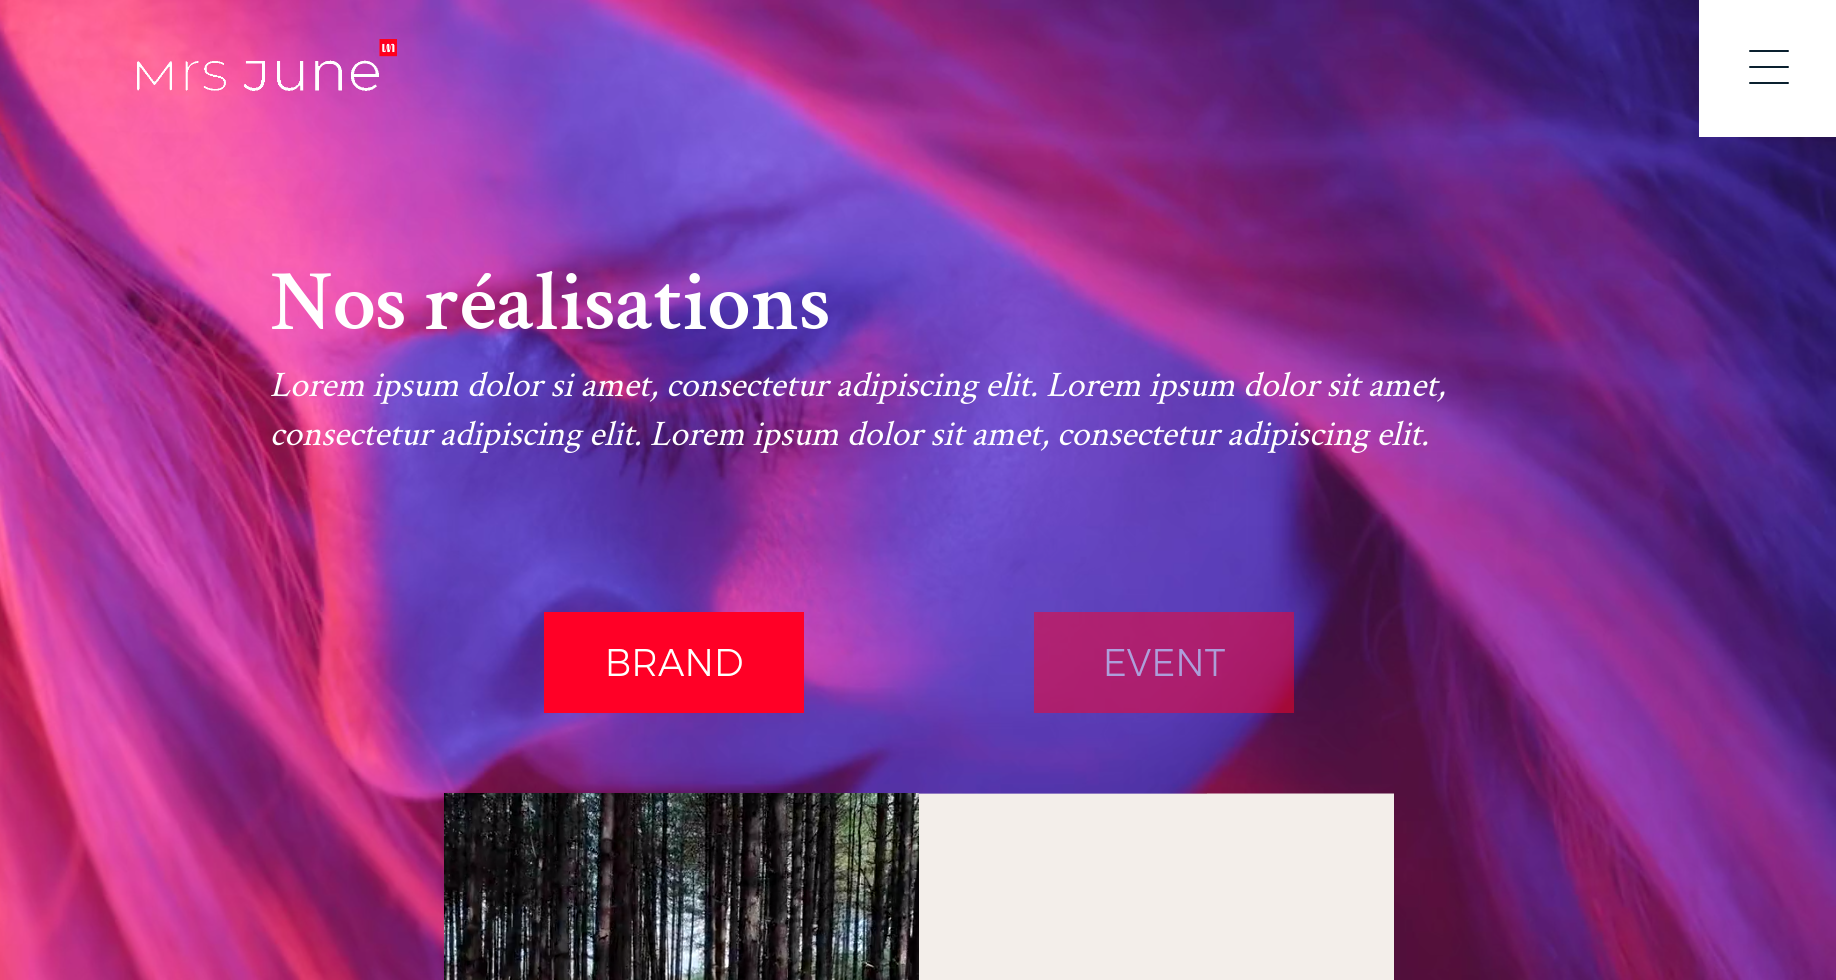 Mrs June
Nos réalisations
Lorem ipsum dolor si amet, consectetur adipiscing elit. Lorem ipsum dolor sit amet,
consectetur adipiscing elit. Lorem ipsum dolor sit amet, consectetur adipiscing elit.
BRAND
EVENT